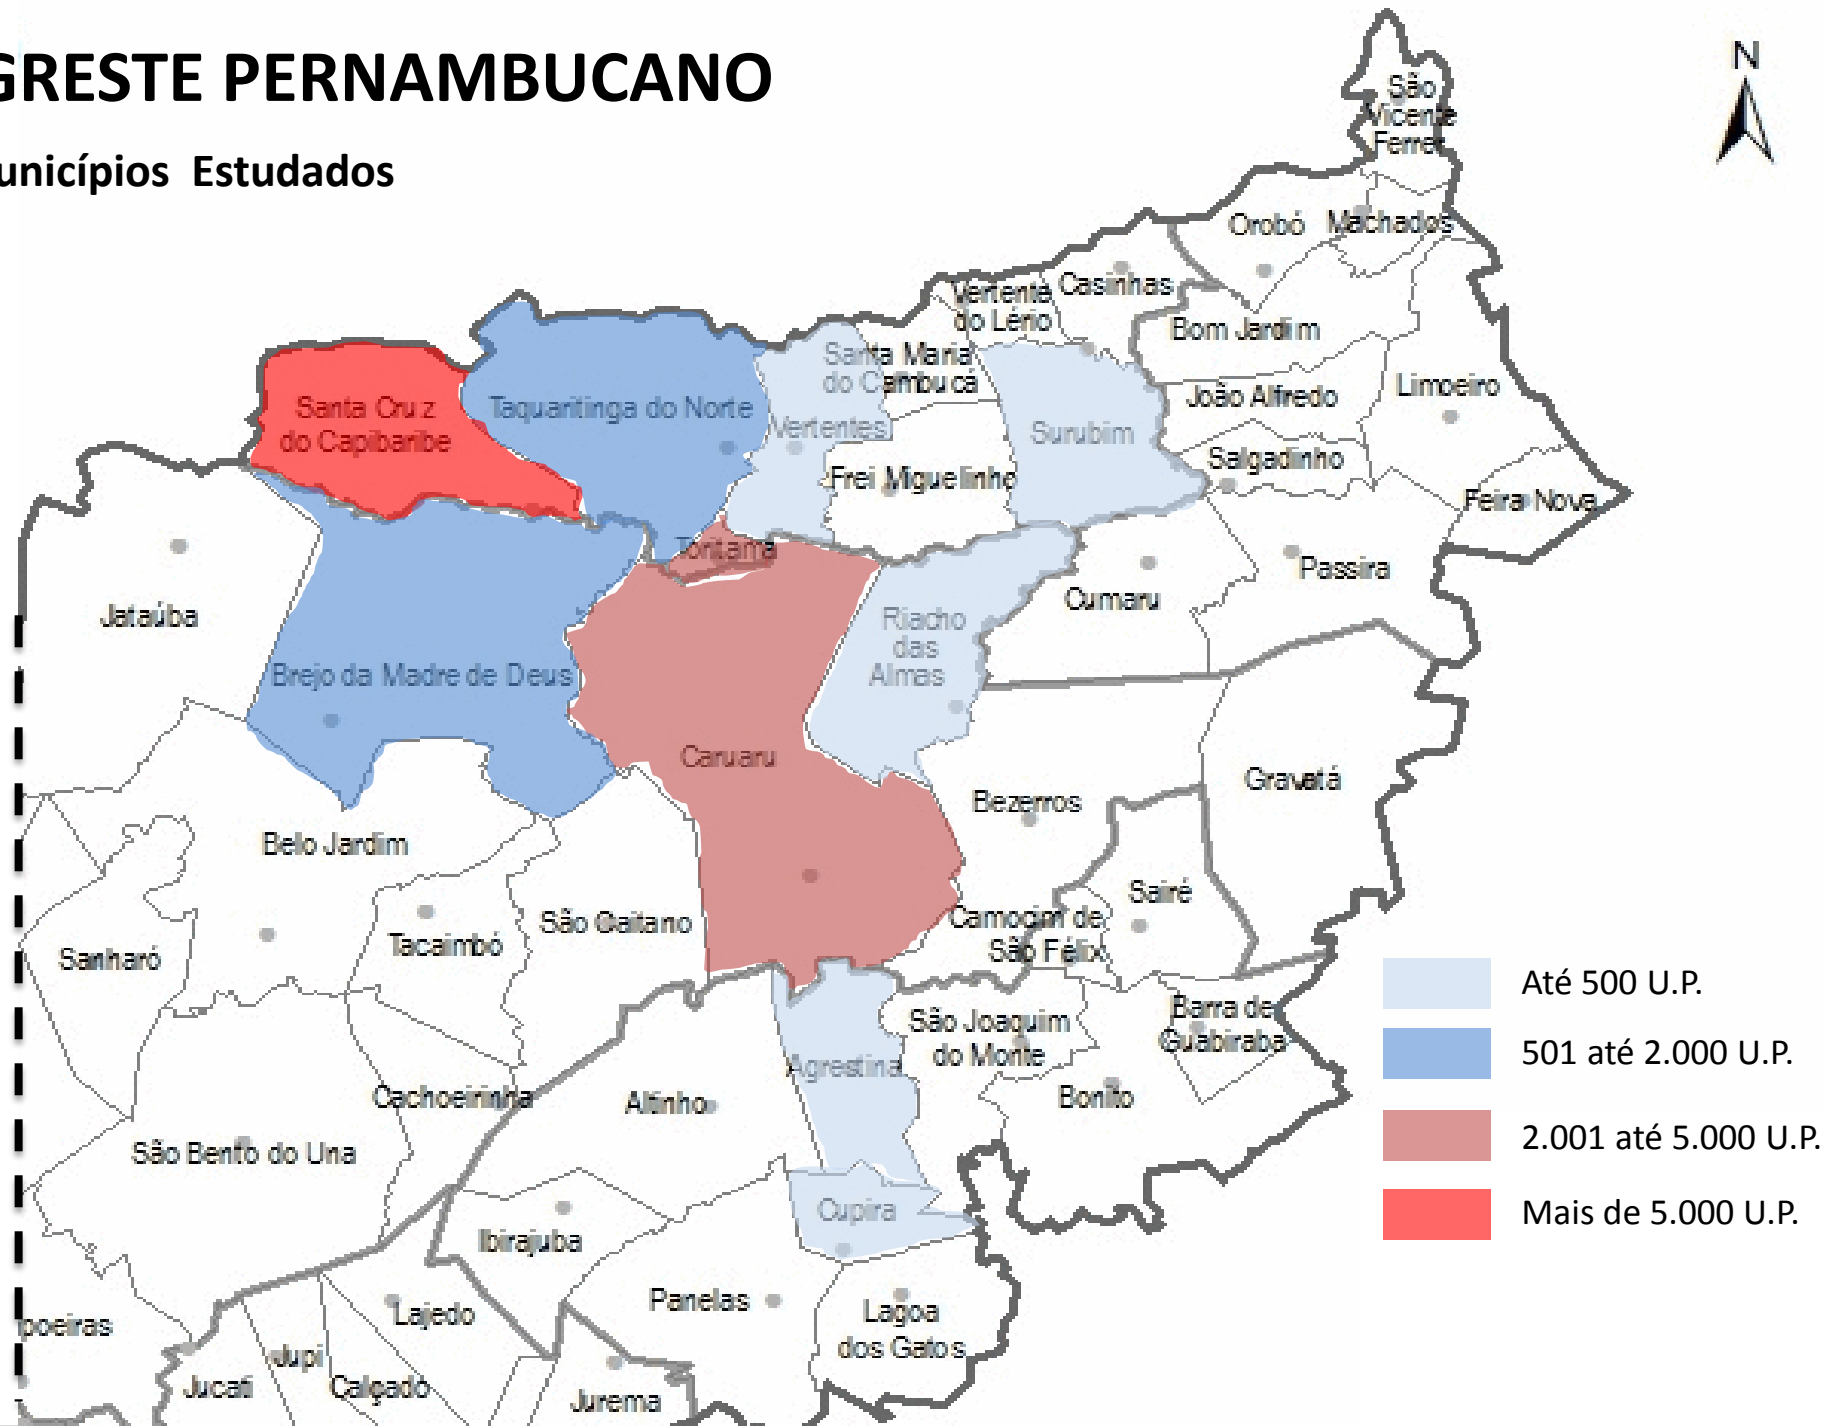 GRESTE PERNAMBUCANO
unicípios Estudados
N
São
Vicente
Ferrer
Orobó
Machados
Vertente
do Lério
Casinhas
Bom Jardim
Santa Maria
do Cambucá
Limoeiro
João Alfredo
Santa Cruz
do Capibaribe
Taquaritinga do Norte
Vertentes
Surubim
Salgadinho
Frei Miguelinho
Feira Nova
Toritama
Passira
Jataúba
Cumaru
Riacho
das
Almas
Brejo da Madre de Deus
Caruaru
Gravatá
Bezerros
Belo Jardim
Sairé
São Caitano
Camocim de
São Félix
Tacaimbó
Sanharó
Até 500 U.P.
Barra de
Guabiraba
São Joaquim
do Monte
501 até 2.000 U.P.
Agrestina
Cachoeirinha
Altinho
Bonito
2.001 até 5.000 U.P.
São Bento do Una
Cupira
Mais de 5.000 U.P.
Ibirajuba
Panelas
Lagoa
dos Gatos
Lajedo
poeiras
Jupi
Jucati
Calçado
Jurema